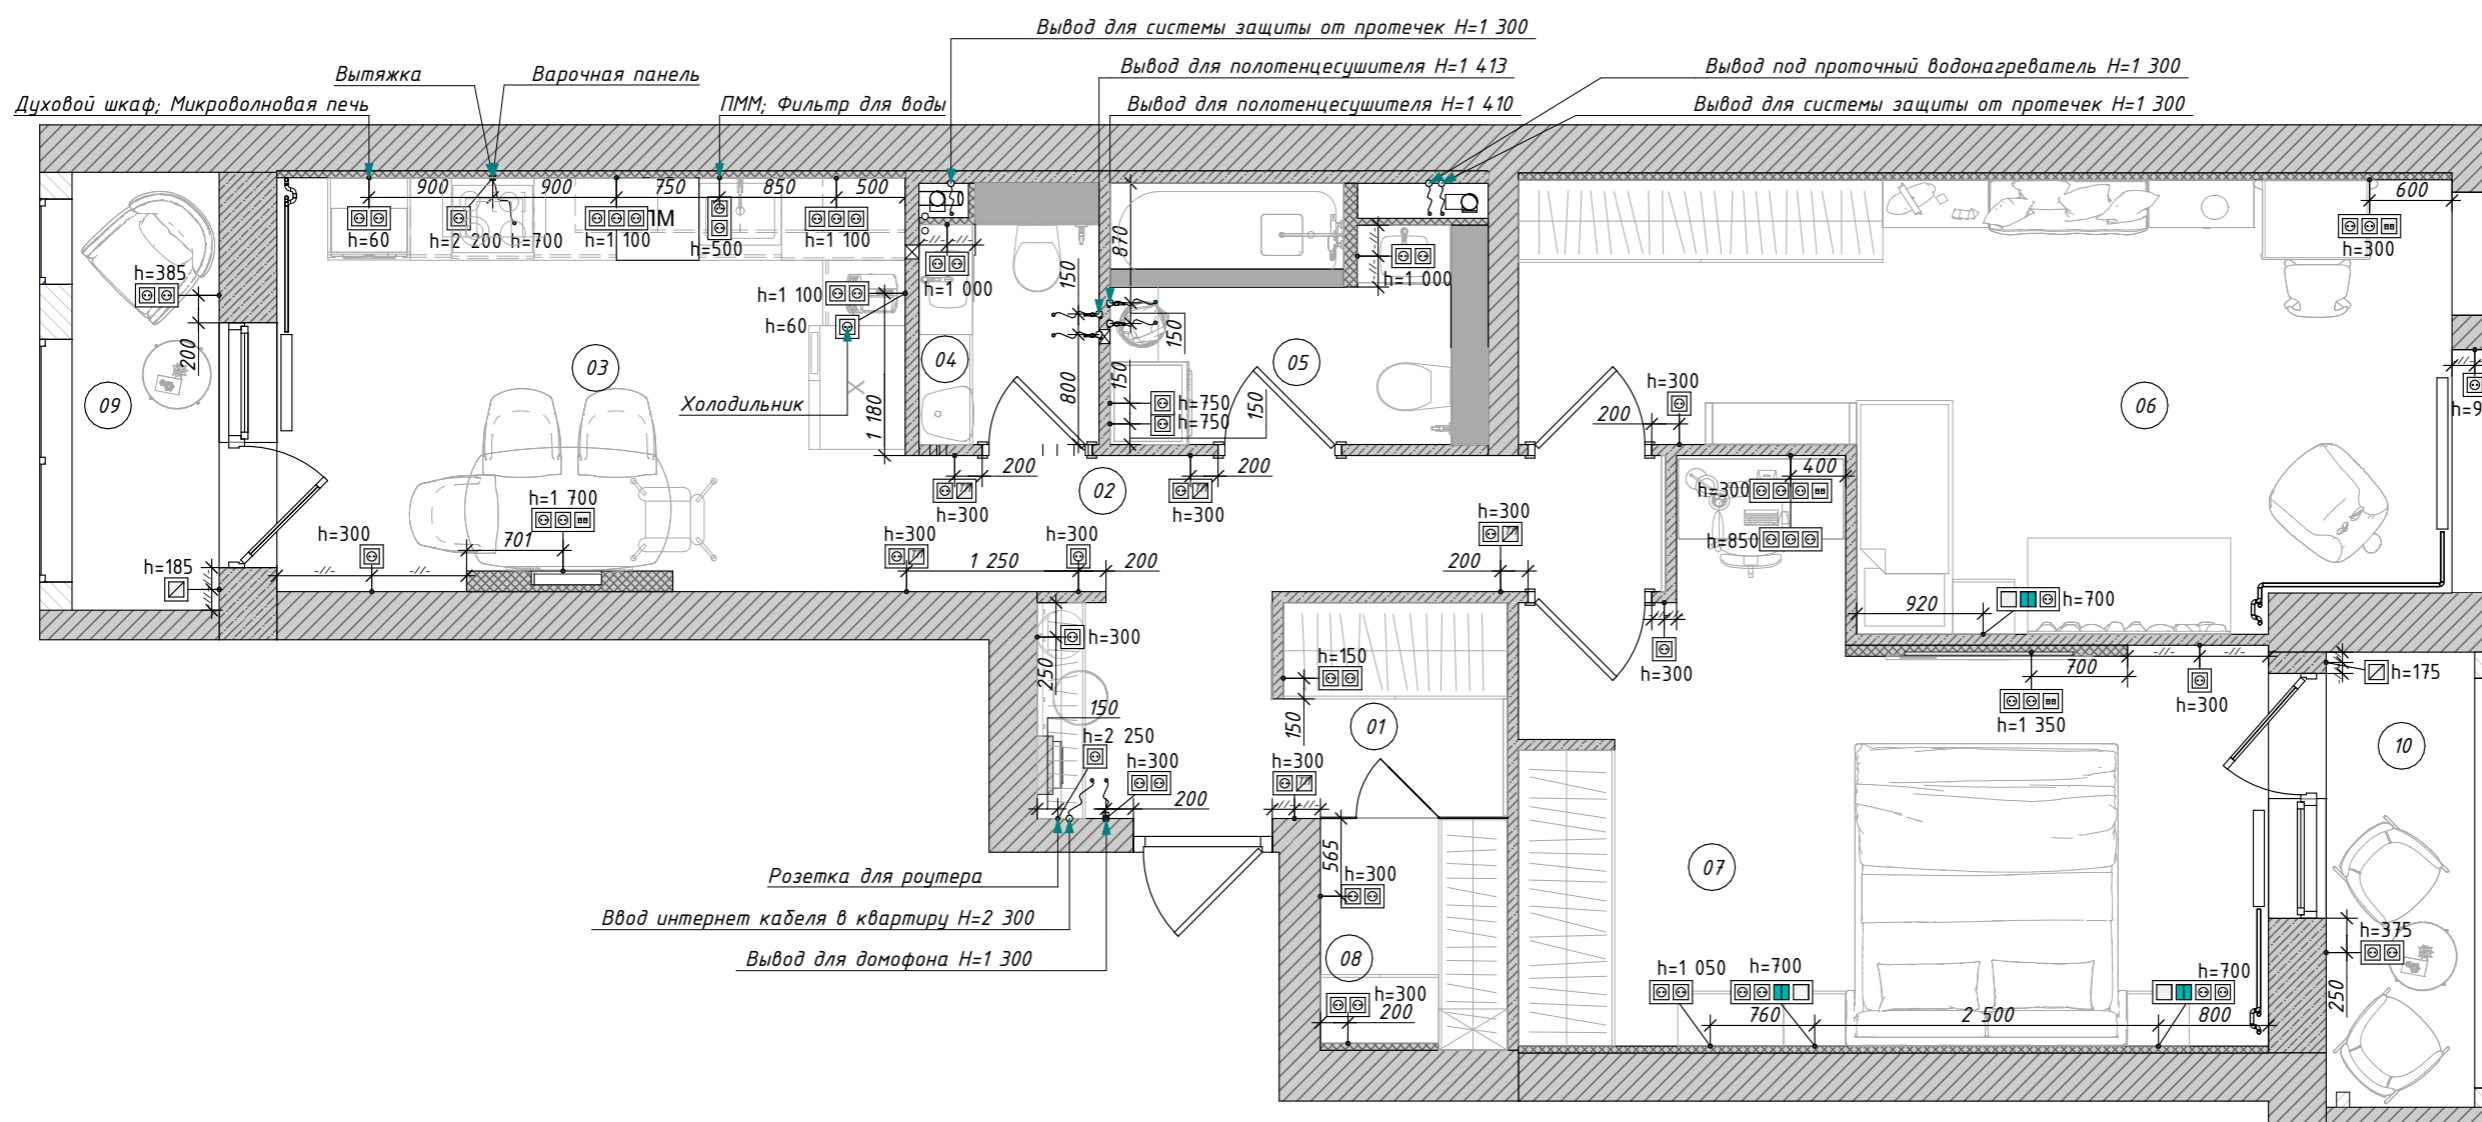 Вывод для системы защиты от протечек H=1 300
Вытяжка
Варочная панель
Вывод для полотенцесушителя H=1 413
Вывод под проточный водонагреватель H=1 300
Духовой шкаф; Микроволновая печь
ПММ; Фильтр для воды
Вывод для полотенцесушителя H=1 410
Вывод для системы защиты от протечек H=1 300
900
900
750
850
500
600
ПМ
h=60
h=2 200
h=700
h=1 100
h=500
h=1 100
h=300
870
h=385
h=1 100
h=60
h=1 000
150
h=1 000
200
150
03
04
05
06
09
Холодильник
1 180
800
150
h=750
h=750
150
h=300
200
h=9
200
02
200
400
h=300
h=300
h=300
h=850
h=1 700
701
h=300
h=300
h=300
h=300
1 250
200
200
h=185
920
h=700
h=300
250
h=150
h=300
700
h=175
h=300
h=1 350
150
150
01
10
h=2 250
h=300
h=300
200
565
h=300
07
Розетка для роутера
Ввод интернет кабеля в квартиру H=2 300
Вывод для домофона H=1 300
08
h=375
250
h=1 050
h=700
h=700
h=300
200
760
2 500
800